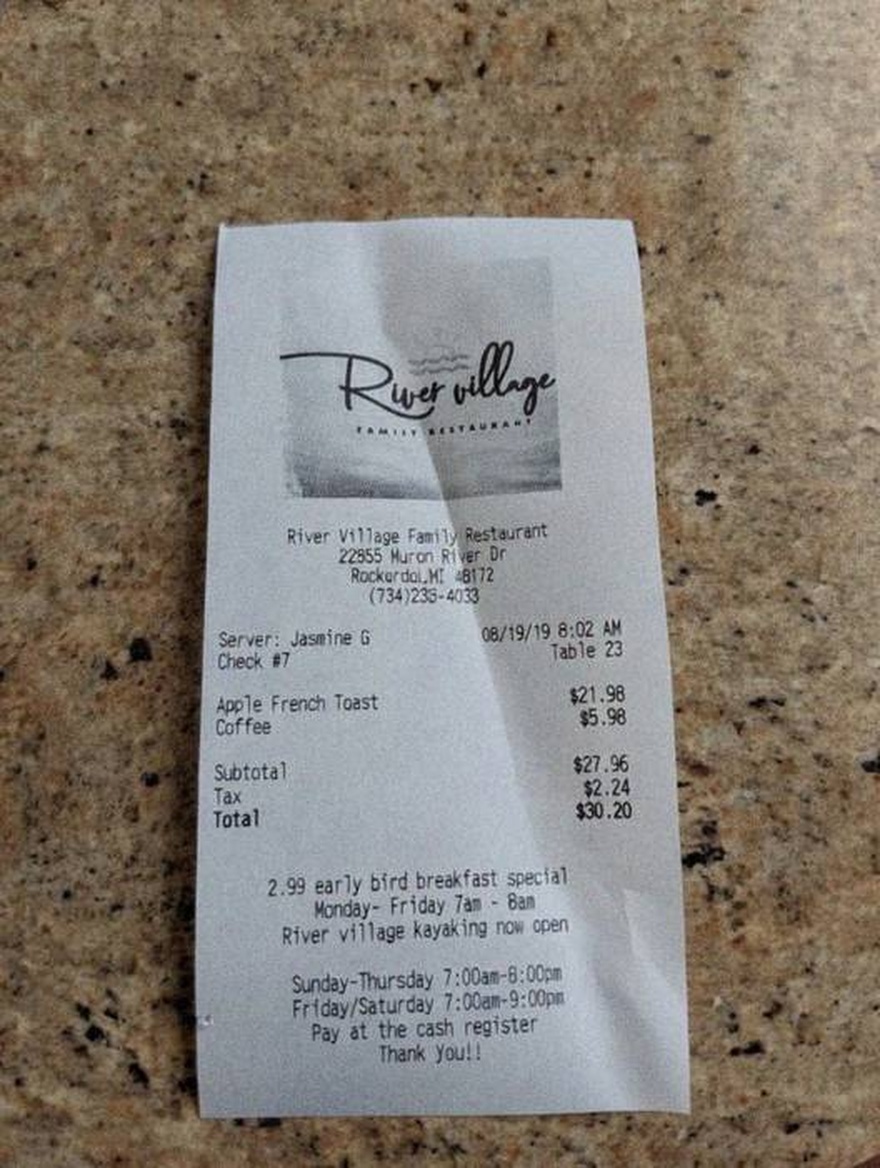 River village
FAMILY RESTAURANT
River Village Family Restaurant
22855 Huron River Dr
Rockerdol,MI 48172
(734)233-4033
Server: Jasmine G 08/19/19 8:02 AM
Check #7 Table 23
Apple French Toast $21.98
Coffee $5.98
Subtotal $27.96
Tax $2.24
Total $30.20
2.99 early bird breakfast special
Monday- Friday 7am - 8am
River village kayaking now open
Sunday-Thursday 7:00am-8:00pm
Friday/Saturday 7:00am-9:00pm
Pay at the cash register
Thank You!!